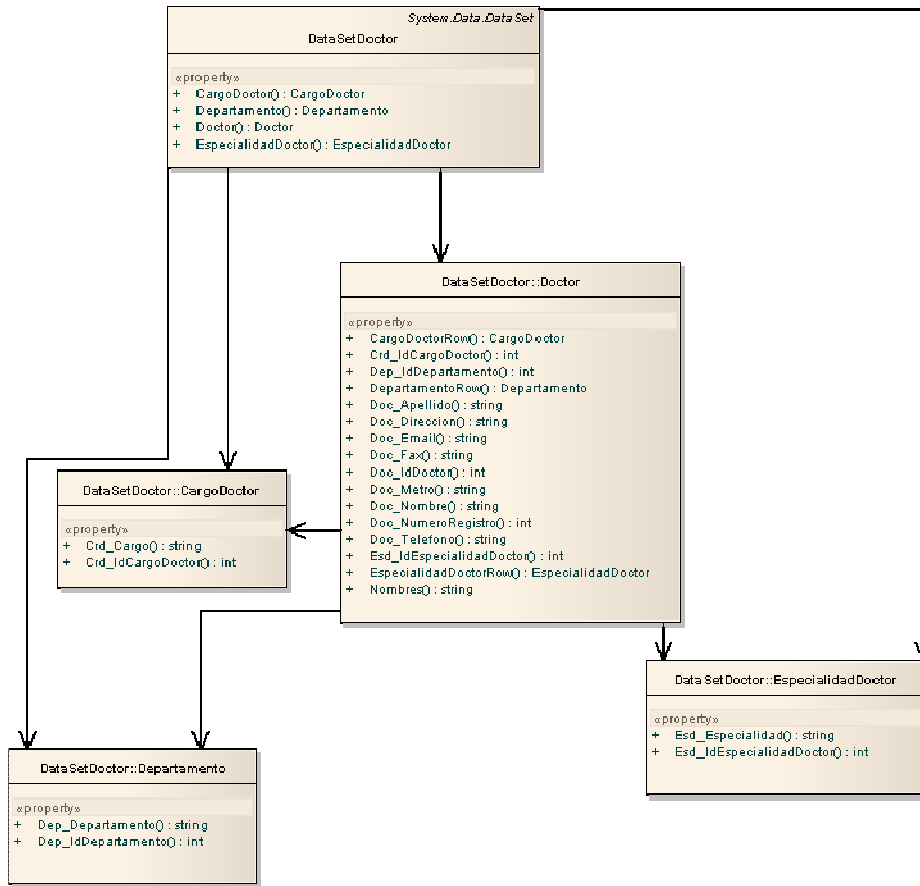 System.Data.DataSet
DataSetDoctor
«property»
+ CargoDoctor() : CargoDoctor
+ Departamento() : Departamento
+ Doctor() : Doctor
+ EspecialidadDoctor() : EspecialidadDoctor
DataSetDoctor::Doctor
«property»
+ CargoDoctorRow() : CargoDoctor
+ Crd_IdCargoDoctor() : int
+ Dep_IdDepartamento() : int
+ DepartamentoRow() : Departamento
+ Doc_Apellido() : string
+ Doc_Direccion() : string
+ Doc_Email() : string
+ Doc_Fax() : string
+ Doc_IdDoctor() : int
+ Doc_Metro() : string
+ Doc_Nombre() : string
+ Doc_NumeroRegistro() : int
+ Doc_Telefono() : string
+ Esd_IdEspecialidadDoctor() : int
+ EspecialidadDoctorRow() : EspecialidadDoctor
+ Nombres() : string
DataSetDoctor::CargoDoctor
«property»
+ Crd_Cargo() : string
+ Crd_IdCargoDoctor() : int
DataSetDoctor::EspecialidadDoctor
«property»
+ Esd_Especialidad() : string
+ Esd_IdEspecialidadDoctor() : int
DataSetDoctor::Departamento
«property»
+ Dep_Departamento() : string
+ Dep_IdDepartamento() : int